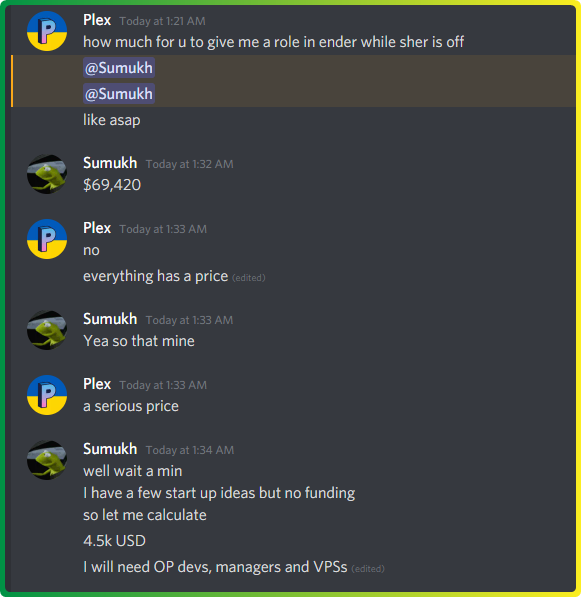 Plex Today at 1:21 AM
how much for u to give me a role in ender while sher is off
@Sumukh
@Sumukh
like asap
Sumukh Today at 1:32 AM
$69,420
Plex Today at 1:33 AM
no
everything has a price (edited)
Sumukh Today at 1:33 AM
Yea so that mine
Plex Today at 1:33 AM
a serious price
Sumukh Today at 1:34 AM
well wait a min
I have a few start up ideas but no funding
so let me calculate
4.5k USD
I will need OP devs, managers and VPSs (edited)